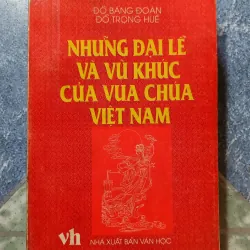 ĐỖ BẰNG ĐOÀN
ĐỖ TRỌNG HUỀ
NHỮNG ĐẠI LỄ
VÀ VŨ KHÚC
CỦA VUA CHÚA
VIỆT NAM
vh
NHÀ XUẤT BẢN VĂN HỌC